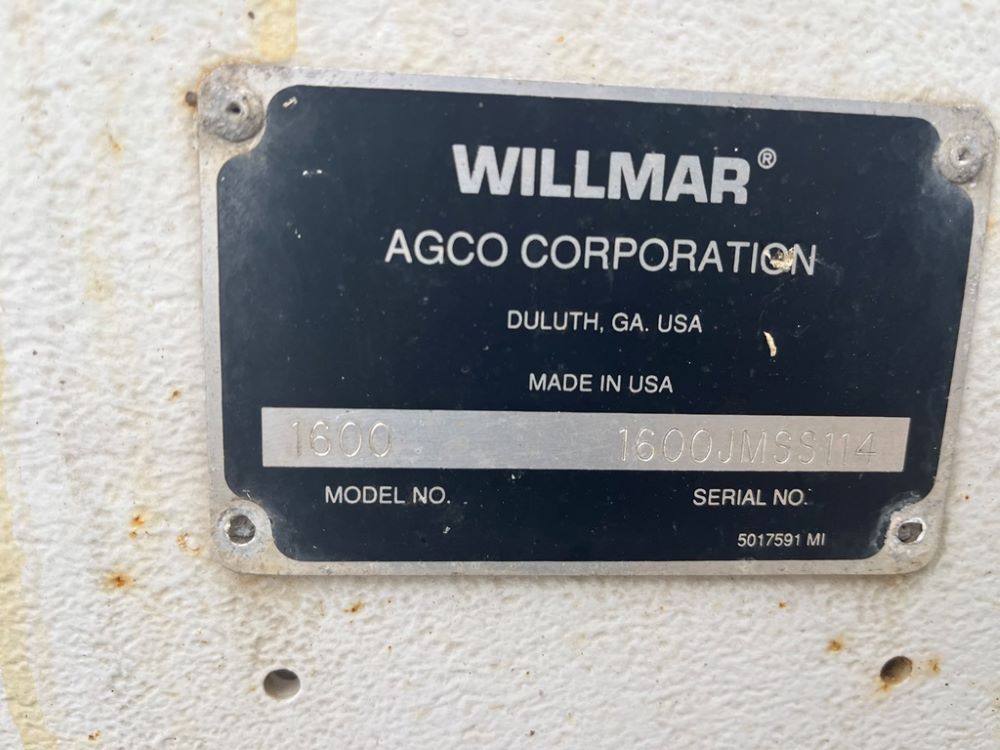 WILLMAR®
AGCO CORPORATION
DULUTH, GA. USA
MADE IN USA
1600 1600JMSS114
MODEL NO. SERIAL NO.
5017591 MI